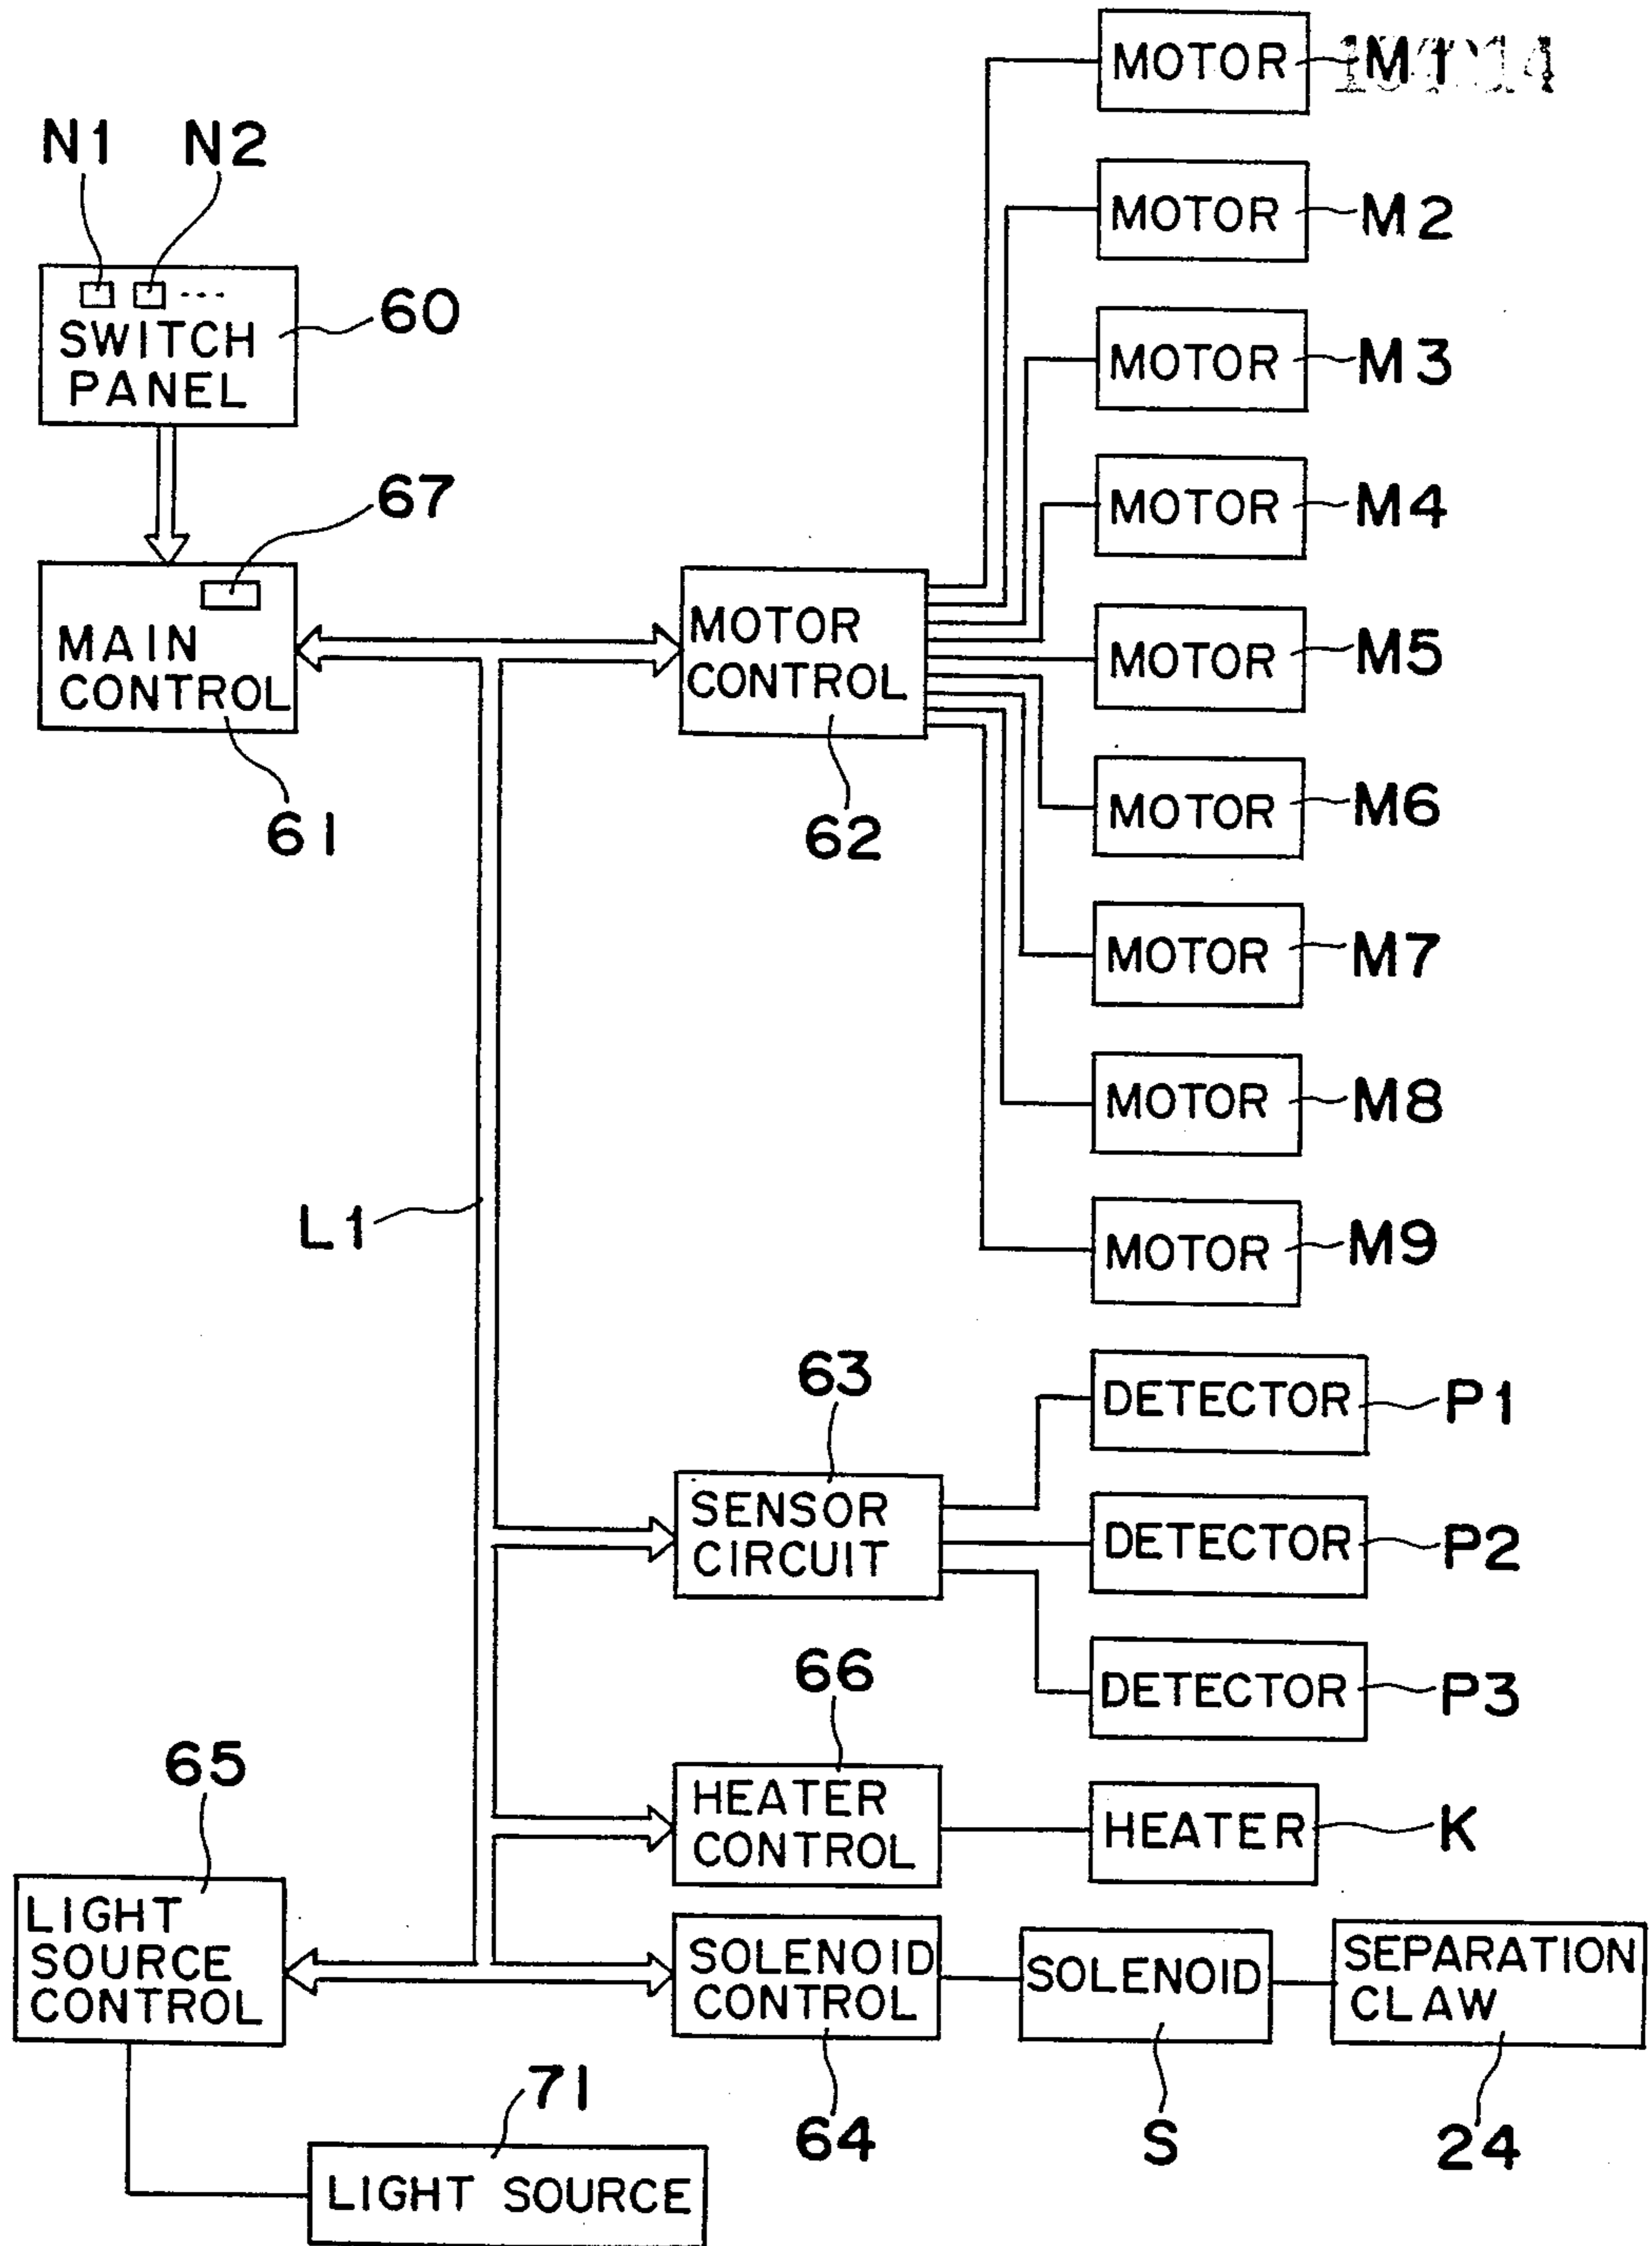 MOTOR M1
N1 N2
MOTOR M2
SWITCH
PANEL
60
MOTOR M3
67
MOTOR M4
MAIN
CONTROL
61
MOTOR
CONTROL
62
MOTOR M5
MOTOR M6
MOTOR M7
MOTOR M8
L1
MOTOR M9
63
SENSOR
CIRCUIT
DETECTOR P1
DETECTOR P2
DETECTOR P3
66
HEATER
CONTROL
HEATER K
65
LIGHT
SOURCE
CONTROL
SOLENOID
CONTROL
64
SOLENOID
S
SEPARATION
CLAW
24
71
LIGHT SOURCE